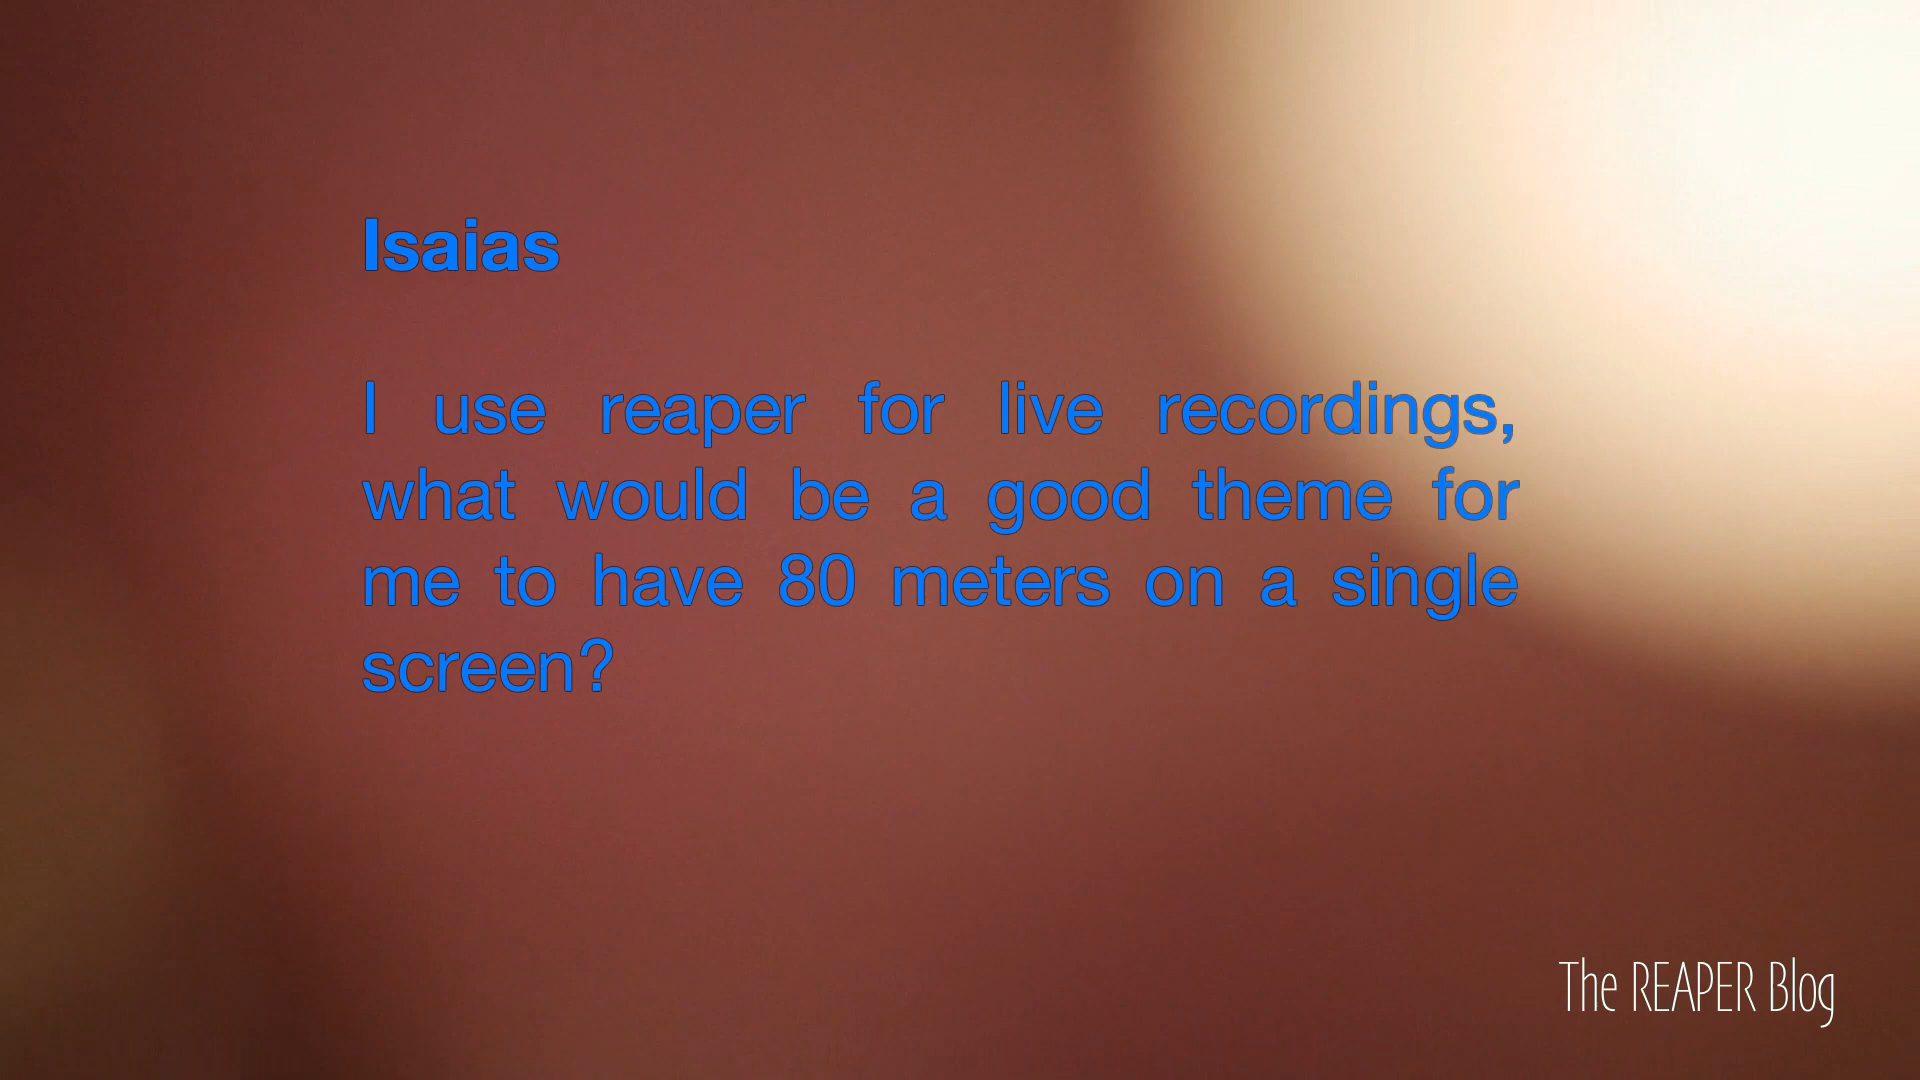 Isaias
I use reaper for live recordings,
what would be a good theme for
me to have 80 meters on a single
screen?
The REAPER Blog